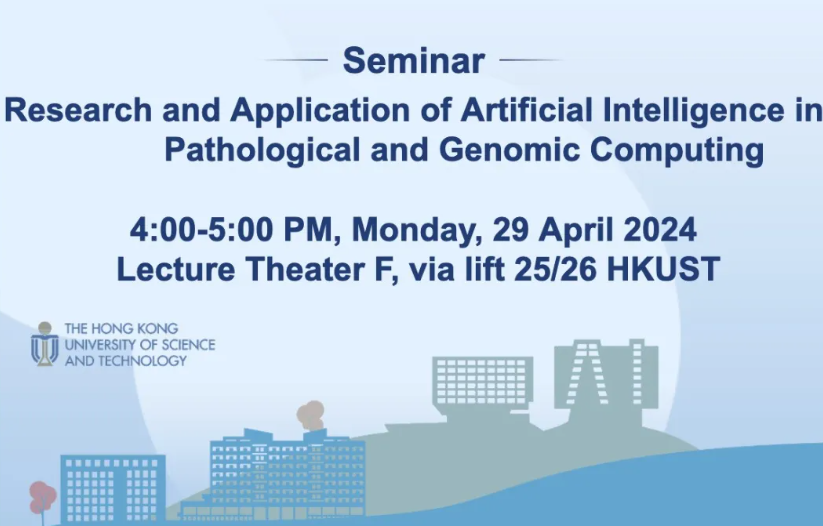 Seminar
Research and Application of Artificial Intelligence in
Pathological and Genomic Computing
4:00-5:00 PM, Monday, 29 April 2024
Lecture Theater F, via lift 25/26 HKUST
THE HONG KONG
UNIVERSITY OF SCIENCE
AND TECHNOLOGY